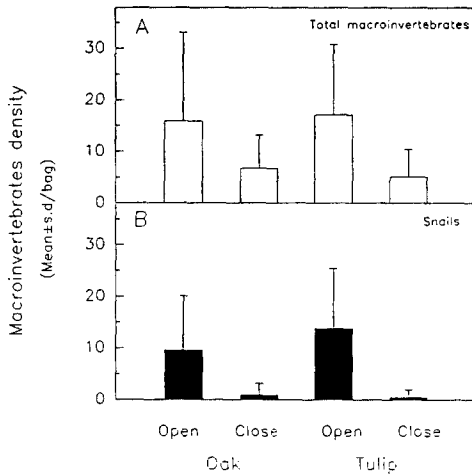 A
Total macroinvertebrates
30
20
10
0
B
Snails
30
20
10
0
Macroinvertebrates density
(Mean±s.d/bag)
Open Close Open Close
Oak Tulip